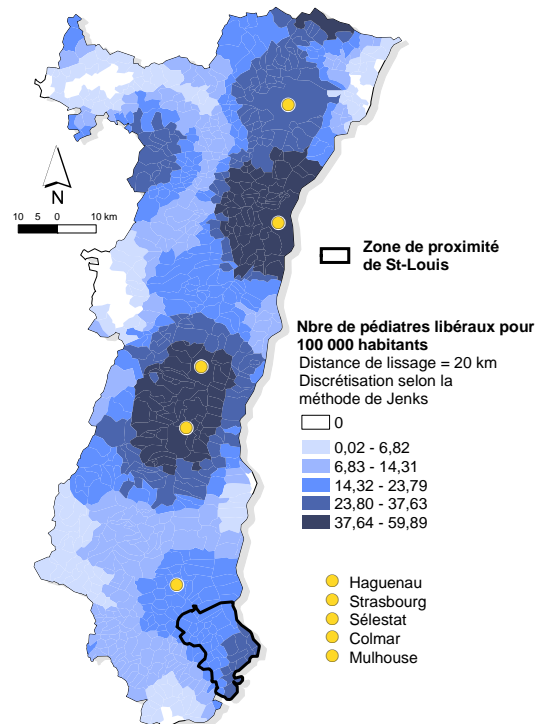 N
10 5 0 10 km
Zone de proximité
de St-Louis
Nbre de pédiatres libéraux pour
100 000 habitants
Distance de lissage = 20 km
Discrétisation selon la
méthode de Jenks
0
0,02 - 6,82
6,83 - 14,31
14,32 - 23,79
23,80 - 37,63
37,64 - 59,89
Haguenau
Strasbourg
Sélestat
Colmar
Mulhouse